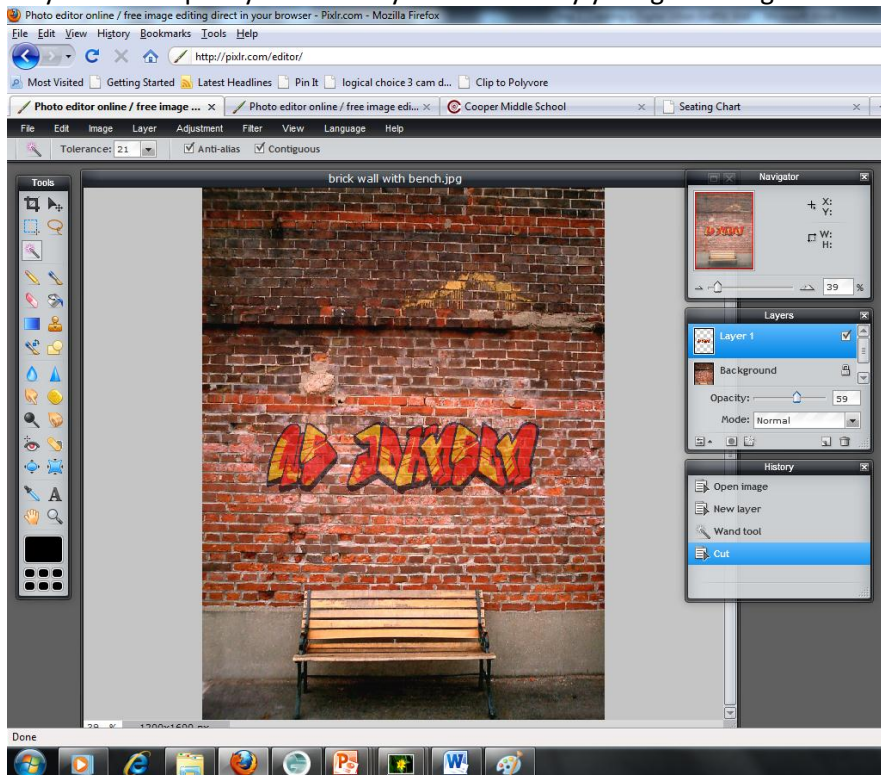 Photo editor online / free image editing direct in your browser - Pixlr.com - Mozilla Firefox
File Edit View History Bookmarks Tools Help
http://pixlr.com/editor/
Most Visited Getting Started Latest Headlines Pin It logical choice 3 cam d... Clip to Polyvore
Photo editor online / free image ... × Photo editor online / free image edi... × Cooper Middle School × Seating Chart ×
File Edit Image Layer Adjustment Filter View Language Help
Tolerance: 21 Anti-alias Contiguous
Tools
brick wall with bench.jpg
Navigator
X:
Y:
W:
H:
39 %
Layers
Layer 1
Background
Opacity: 59
Mode: Normal
History
Open image
New layer
Wand tool
Cut
39 % 1200x1600 px
Done